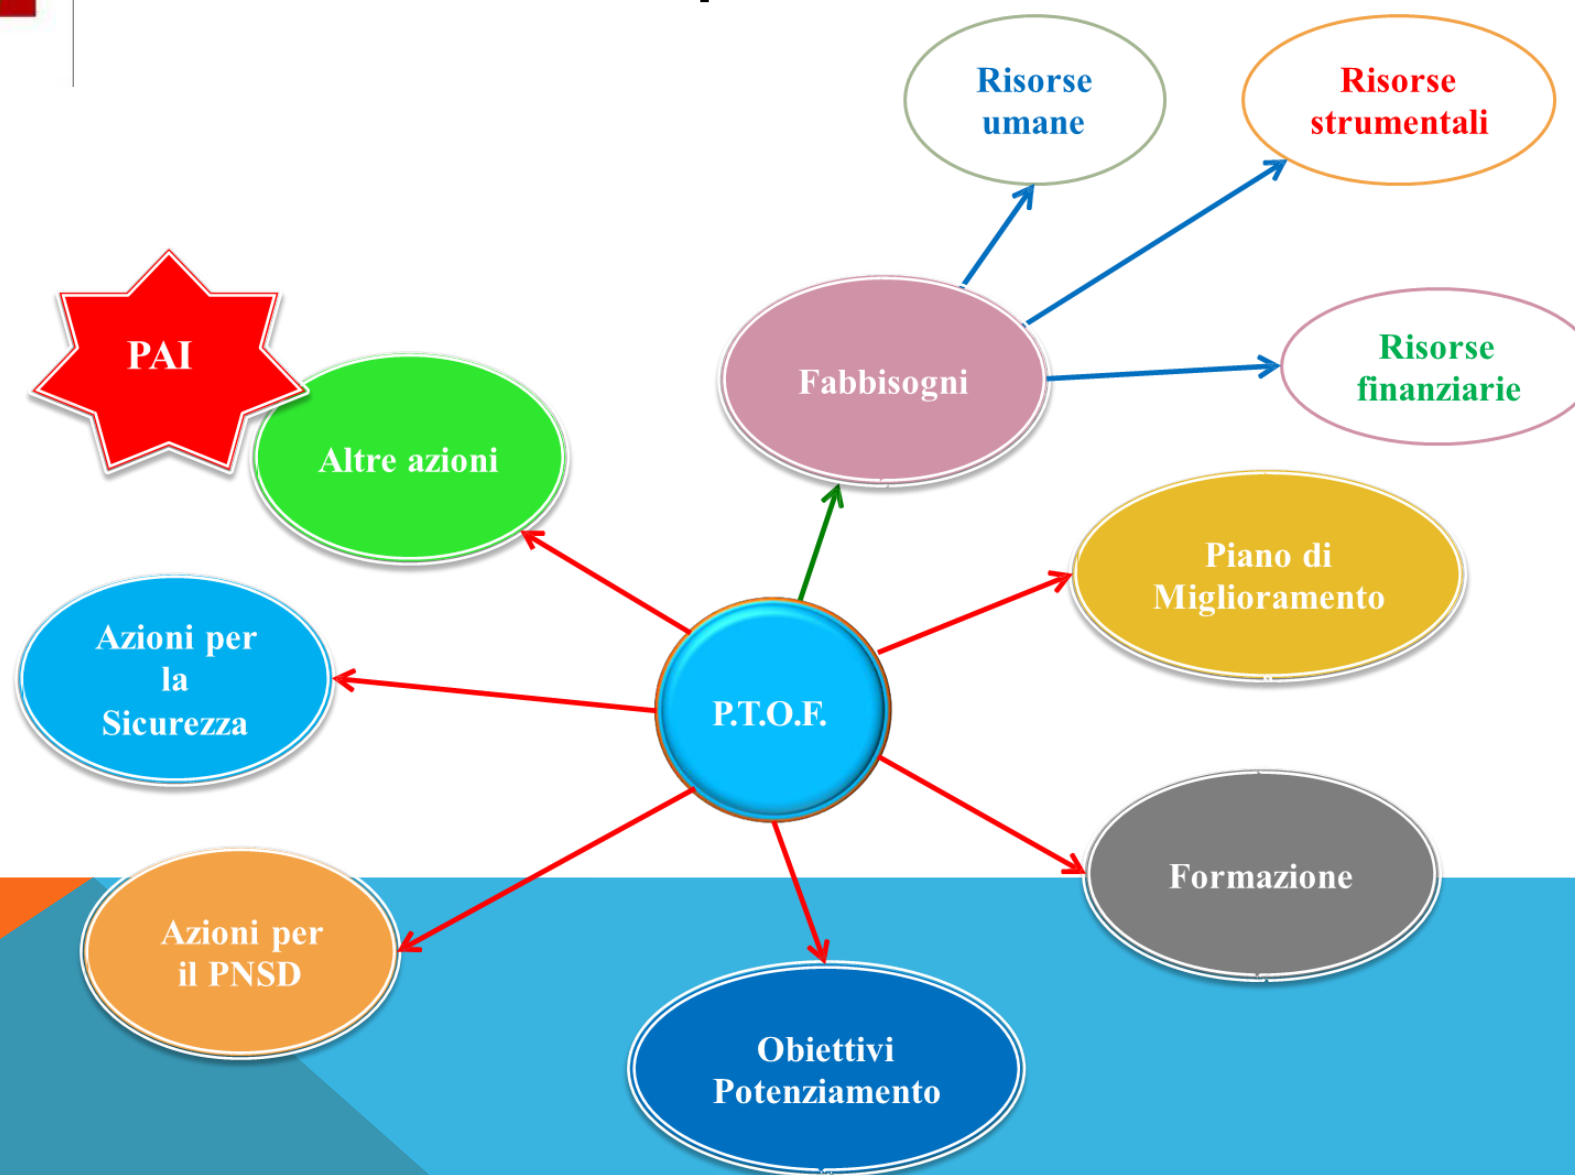 Risorse
umane
Risorse
strumentali
PAI
Fabbisogni
Risorse
finanziarie
Altre azioni
Piano di
Miglioramento
Azioni per
la
Sicurezza
P.T.O.F.
Formazione
Azioni per
il PNSD
Obiettivi
Potenziamento